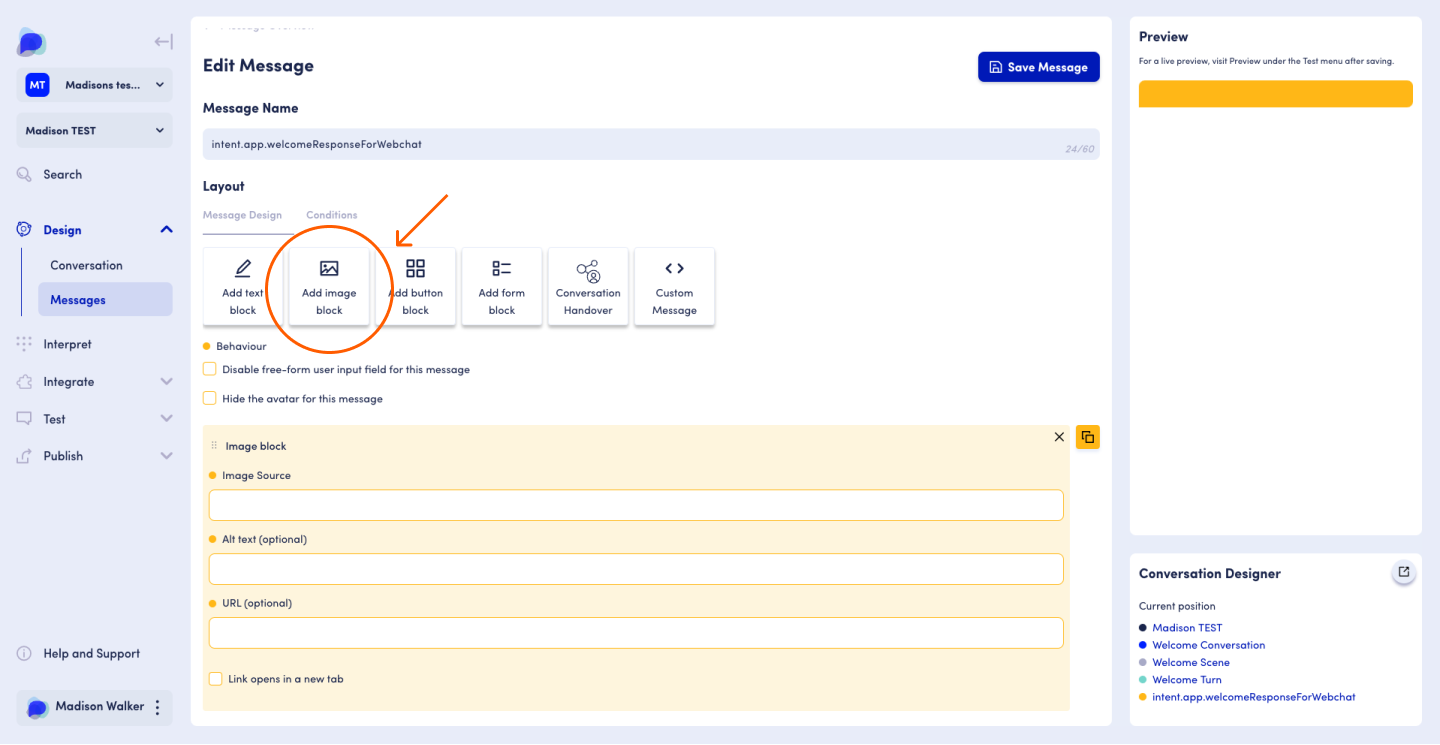 MT Madisons tes...
Madison TEST
Search
Design
Conversation
Messages
Interpret
Integrate
Test
Publish
Help and Support
Madison Walker
Message Overview
Edit Message
Save Message
Message Name
intent.app.welcomeResponseForWebchat
24/60
Layout
Message Design Conditions
Add text
block
Add image
block
Add button
block
Add form
block
Conversation
Handover
Custom
Message
Behaviour
Disable free-form user input field for this message
Hide the avatar for this message
Image block
Image Source
Alt text (optional)
URL (optional)
Link opens in a new tab
Preview
For a live preview, visit Preview under the Test menu after saving.
Conversation Designer
Current position
Madison TEST
Welcome Conversation
Welcome Scene
Welcome Turn
intent.app.welcomeResponseForWebchat